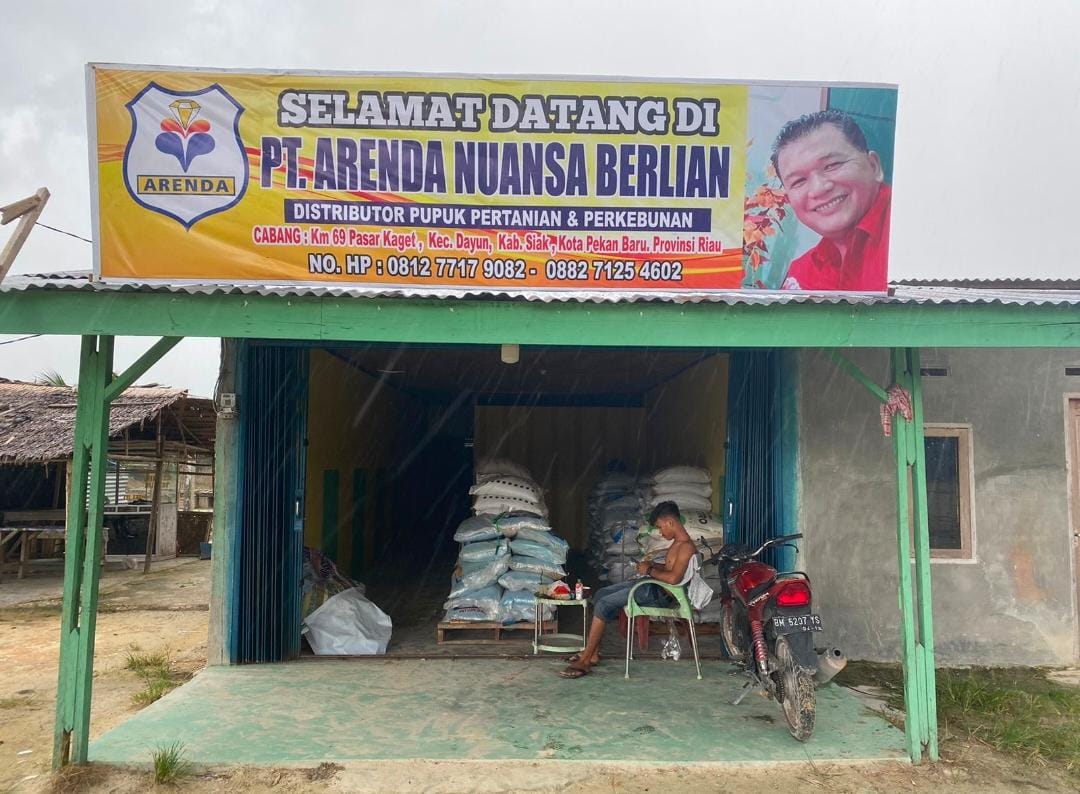 SELAMAT DATANG DI
PT. ARENDA NUANSA BERLIAN
ARENDA
DISTRIBUTOR PUPUK PERTANIAN & PERKEBUNAN
CABANG : Km 69 Pasar Kaget , Kec. Dayun, Kab. Siak, Kota Pekan Baru. Provinsi Riau
NO. HP : 0812 7717 9082 - 0882 7125 4602
BM 5207 YS